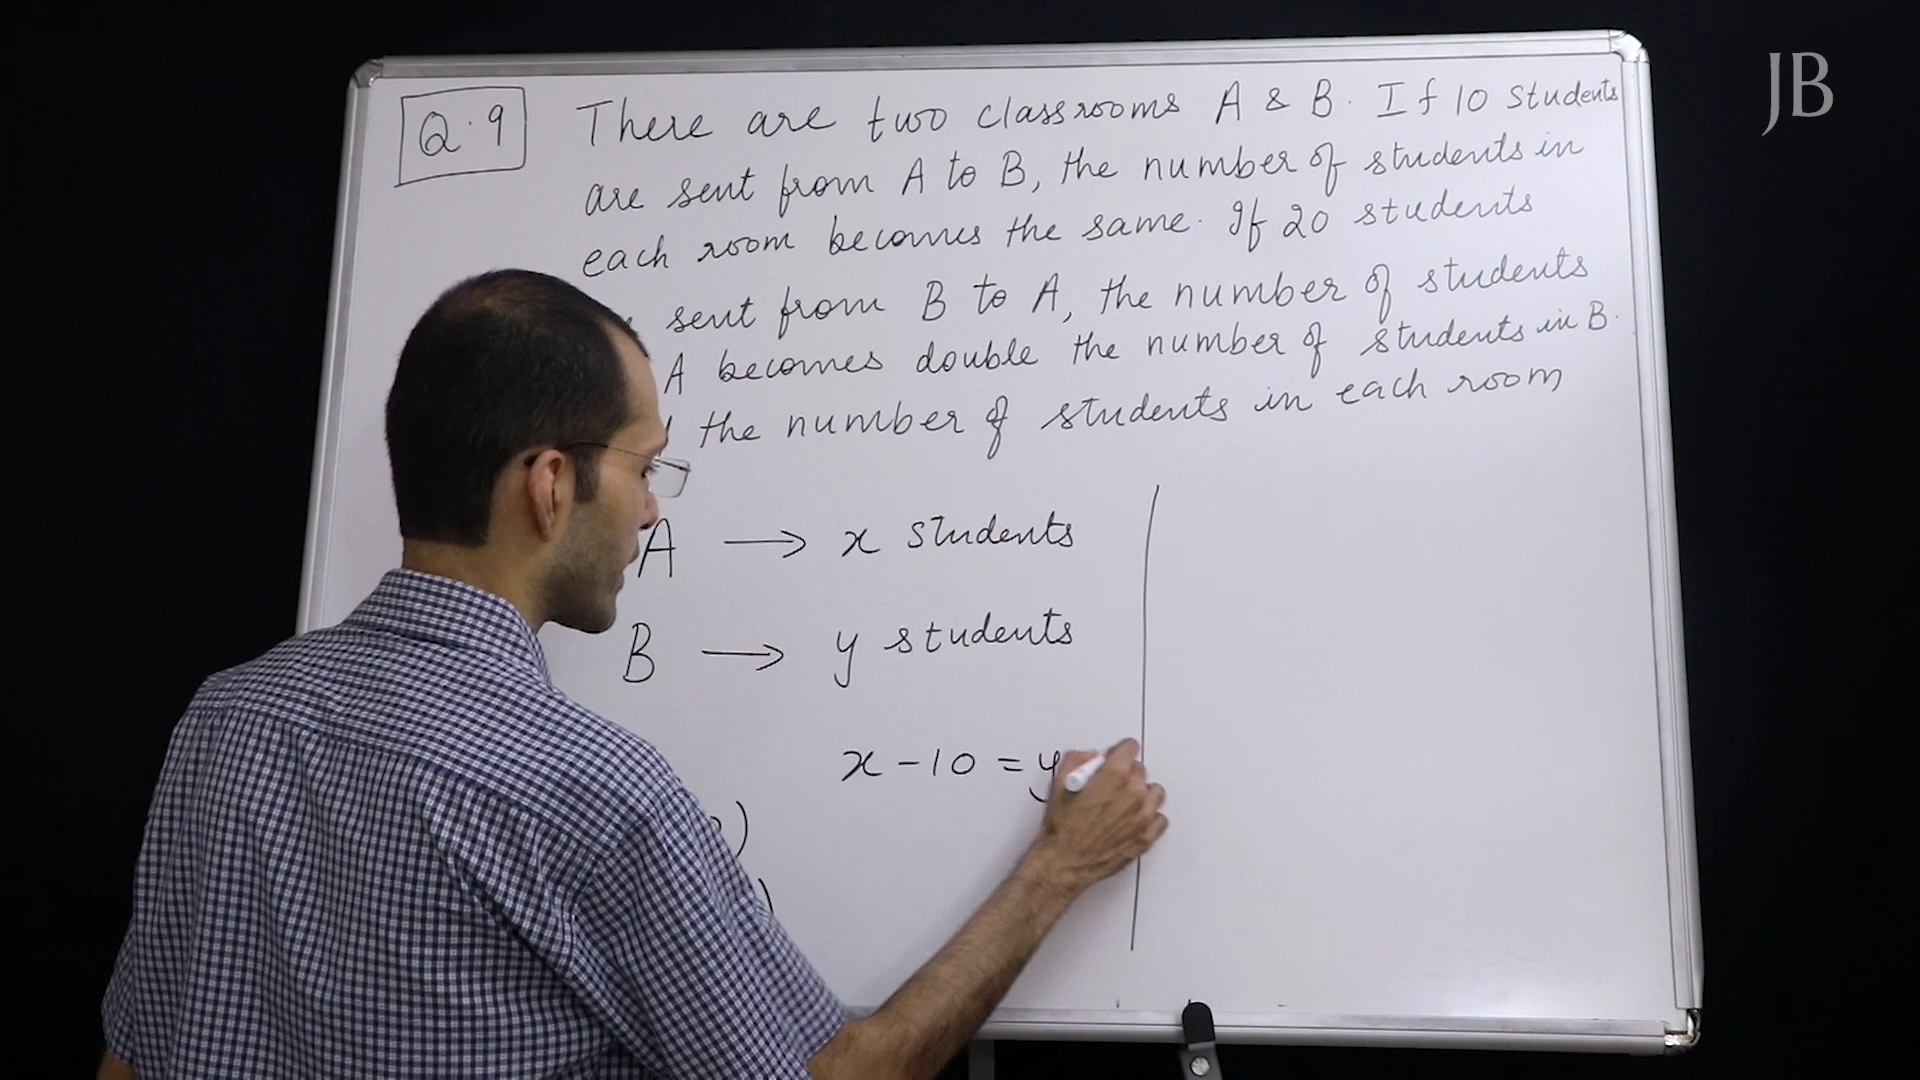 JB
Q.9 There are two classrooms A & B. If 10 students
are sent from A to B, the number of students in
each room becomes the same. If 20 students
sent from B to A, the number of students
A becomes double the number of students in B.
the number of students in each room
A → x students
B → y students
x - 10 = y
)
)